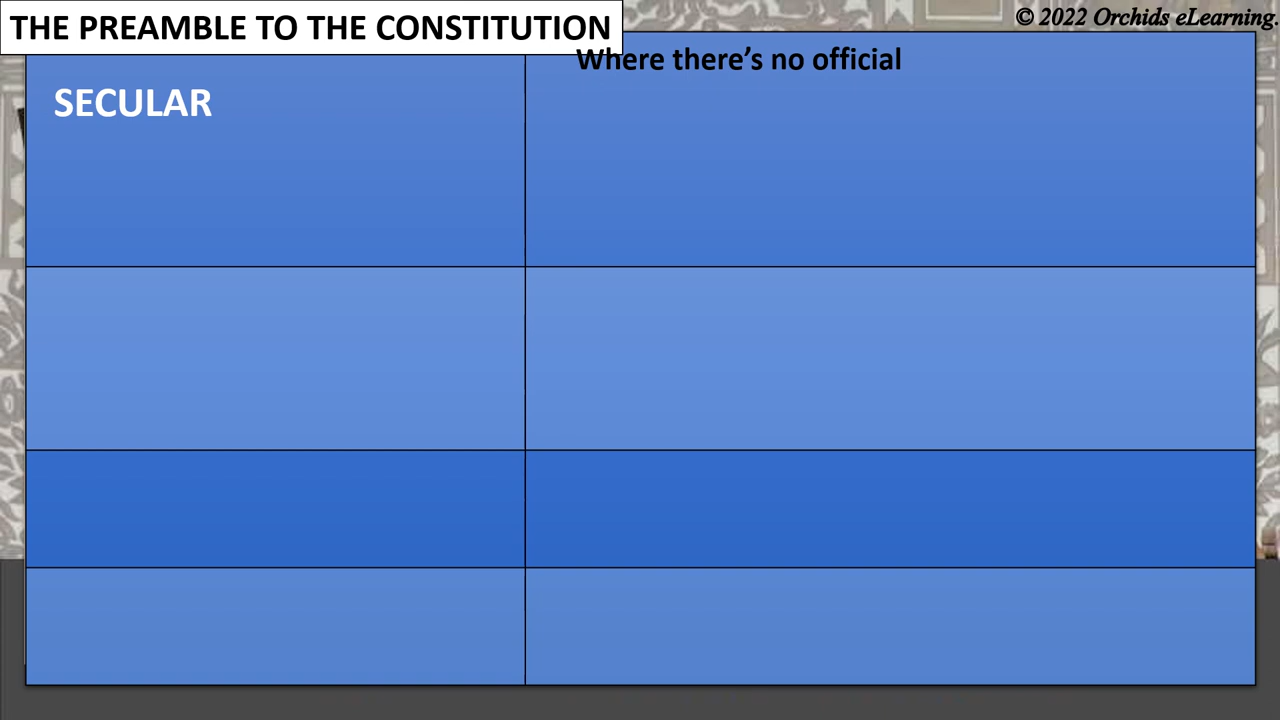 THE PREAMBLE TO THE CONSTITUTION
© 2022 Orchids eLearning.
SECULAR
Where there’s no official